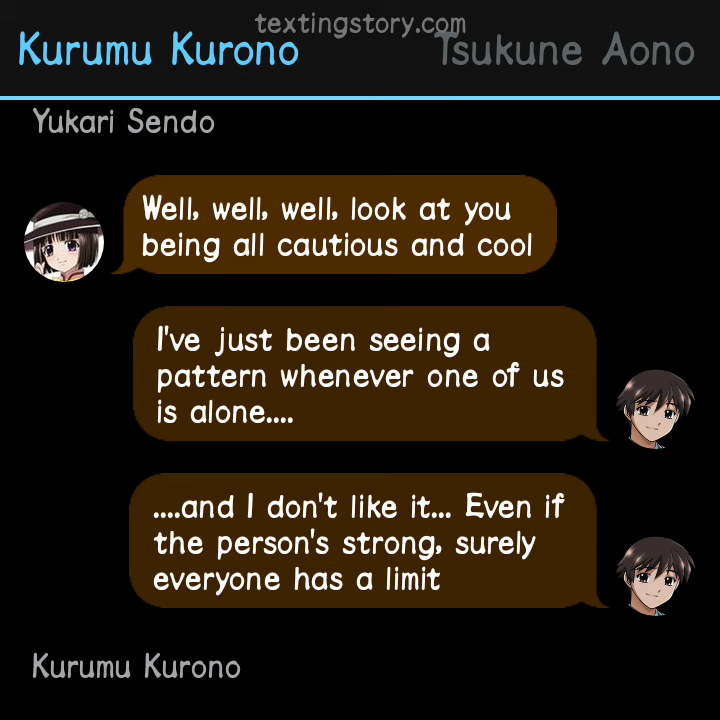 textingstory.com
Kurumu Kurono
Tsukune Aono
Yukari Sendo
Well, well, well, look at you
being all cautious and cool
I've just been seeing a
pattern whenever one of us
is alone....
....and I don't like it... Even if
the person's strong, surely
everyone has a limit
Kurumu Kurono